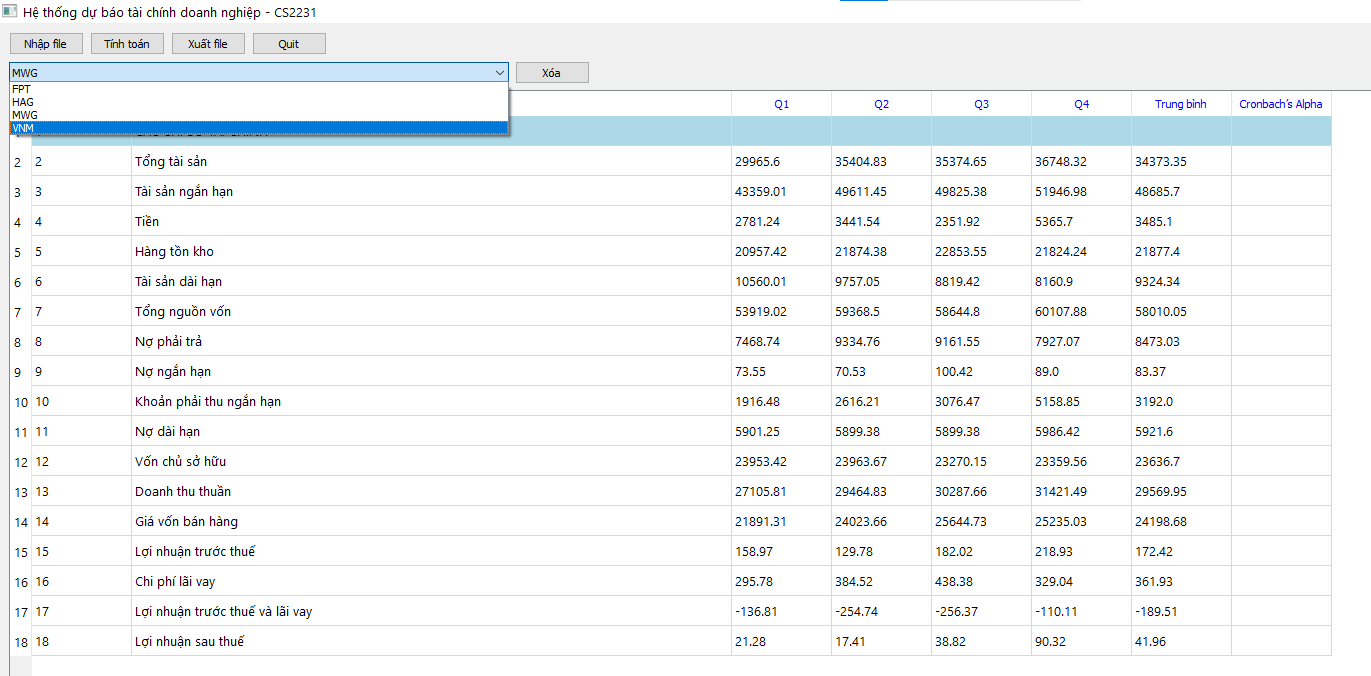 Hệ thống dự báo tài chính doanh nghiệp - CS2231
Nhập file Tính toán Xuất file Quit
MWG Xóa
FPT
HAG
MWG
VNM
Q1 Q2 Q3 Q4 Trung bình Cronbach's Alpha
2 2 Tổng tài sản 29965.6 35404.83 35374.65 36748.32 34373.35
3 3 Tài sản ngắn hạn 43359.01 49611.45 49825.38 51946.98 48685.7
4 4 Tiền 2781.24 3441.54 2351.92 5365.7 3485.1
5 5 Hàng tồn kho 20957.42 21874.38 22853.55 21824.24 21877.4
6 6 Tài sản dài hạn 10560.01 9757.05 8819.42 8160.9 9324.34
7 7 Tổng nguồn vốn 53919.02 59368.5 58644.8 60107.88 58010.05
8 8 Nợ phải trả 7468.74 9334.76 9161.55 7927.07 8473.03
9 9 Nợ ngắn hạn 73.55 70.53 100.42 89.0 83.37
10 10 Khoản phải thu ngắn hạn 1916.48 2616.21 3076.47 5158.85 3192.0
11 11 Nợ dài hạn 5901.25 5899.38 5899.38 5986.42 5921.6
12 12 Vốn chủ sở hữu 23953.42 23963.67 23270.15 23359.56 23636.7
13 13 Doanh thu thuần 27105.81 29464.83 30287.66 31421.49 29569.95
14 14 Giá vốn bán hàng 21891.31 24023.66 25644.73 25235.03 24198.68
15 15 Lợi nhuận trước thuế 158.97 129.78 182.02 218.93 172.42
16 16 Chi phí lãi vay 295.78 384.52 438.38 329.04 361.93
17 17 Lợi nhuận trước thuế và lãi vay -136.81 -254.74 -256.37 -110.11 -189.51
18 18 Lợi nhuận sau thuế 21.28 17.41 38.82 90.32 41.96